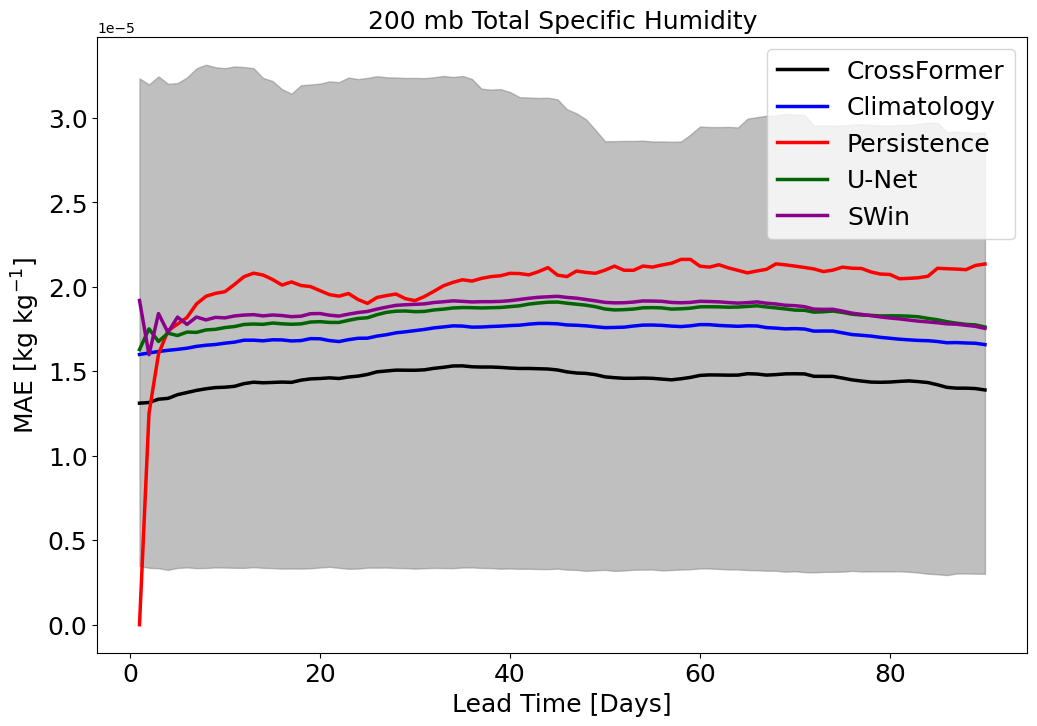 200 mb Total Specific Humidity
1e−5
CrossFormer
Climatology
Persistence
U-Net
SWin
MAE [kg kg⁻¹]
3.0
2.5
2.0
1.5
1.0
0.5
0.0
0 20 40 60 80
Lead Time [Days]